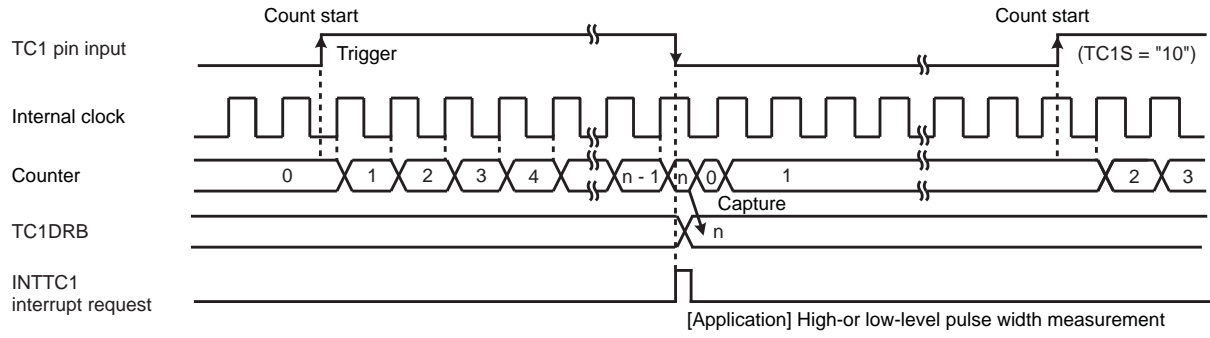 Count start Count start
TC1 pin input Trigger (TC1S = "10")
Internal clock
Counter 0 1 2 3 4 n - 1 n 0 1 2 3
Capture
TC1DRB n
INTTC1
interrupt request
[Application] High-or low-level pulse width measurement